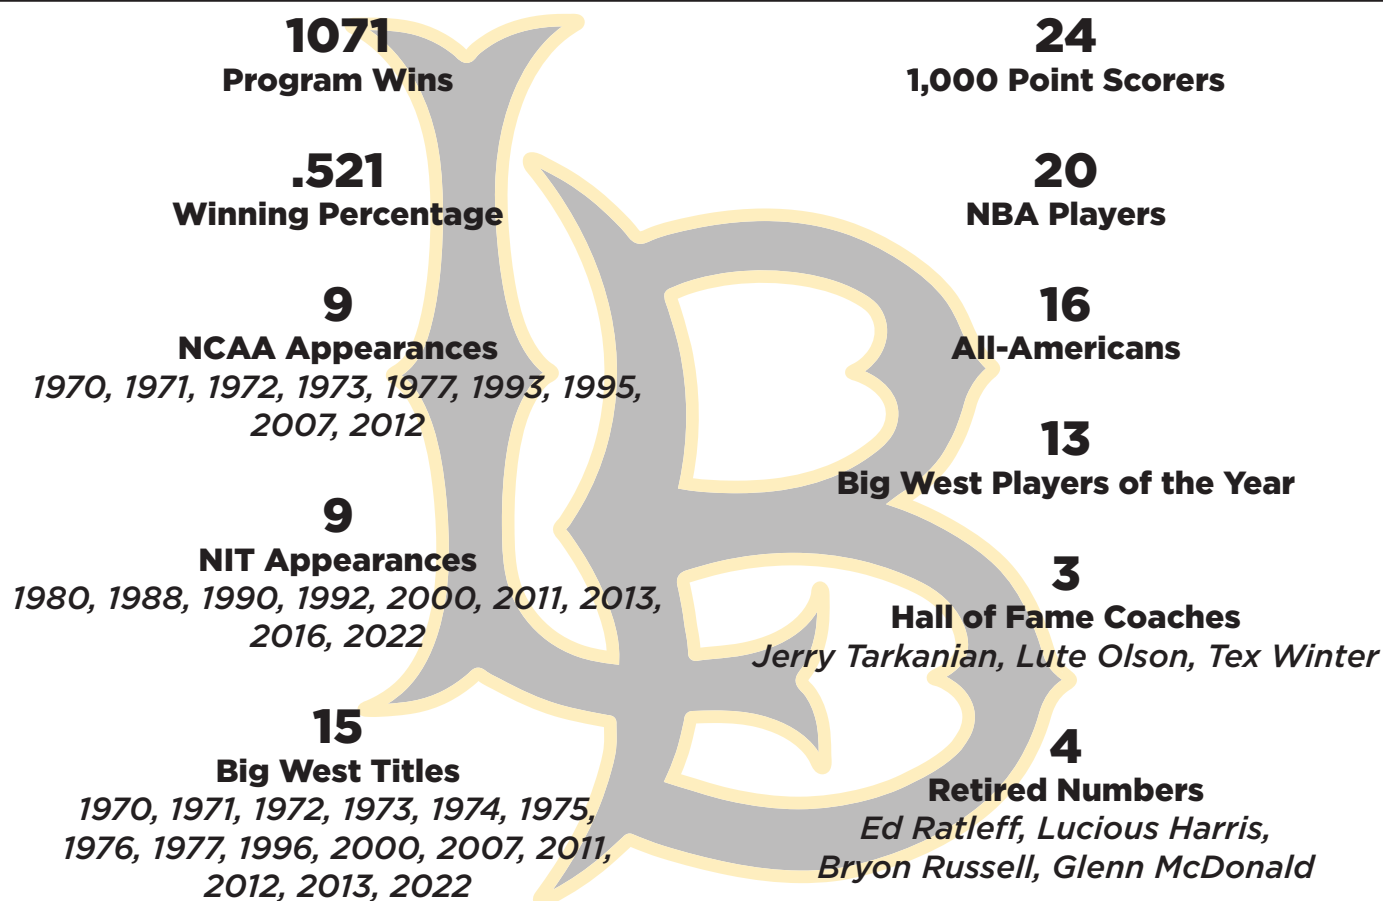 1071
Program Wins
.521
Winning Percentage
9
NCAA Appearances
1970, 1971, 1972, 1973, 1977, 1993, 1995,
2007, 2012
9
NIT Appearances
1980, 1988, 1990, 1992, 2000, 2011, 2013,
2016, 2022
15
Big West Titles
1970, 1971, 1972, 1973, 1974, 1975,
1976, 1977, 1996, 2000, 2007, 2011,
2012, 2013, 2022
24
1,000 Point Scorers
20
NBA Players
16
All-Americans
13
Big West Players of the Year
3
Hall of Fame Coaches
Jerry Tarkanian, Lute Olson, Tex Winter
4
Retired Numbers
Ed Ratleff, Lucious Harris,
Bryon Russell, Glenn McDonald
LB